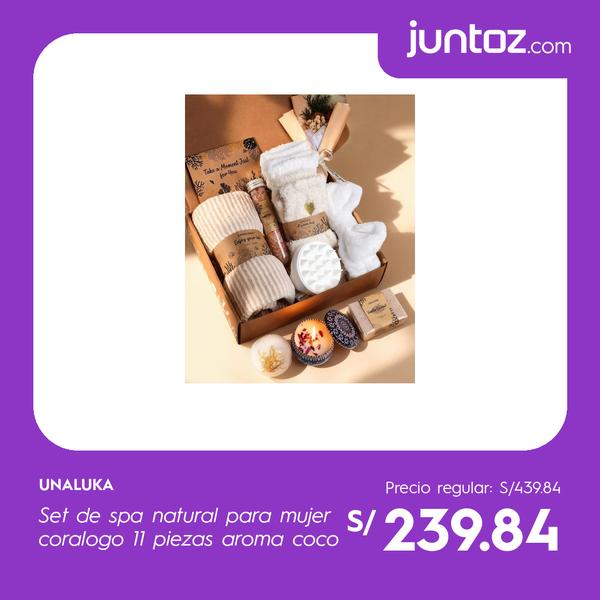 juntoz.com
Take a Moment Just
for You
UNALUKA
Precio regular: S/439.84
Set de spa natural para mujer
coralogo 11 piezas aroma coco
S/ 239.84